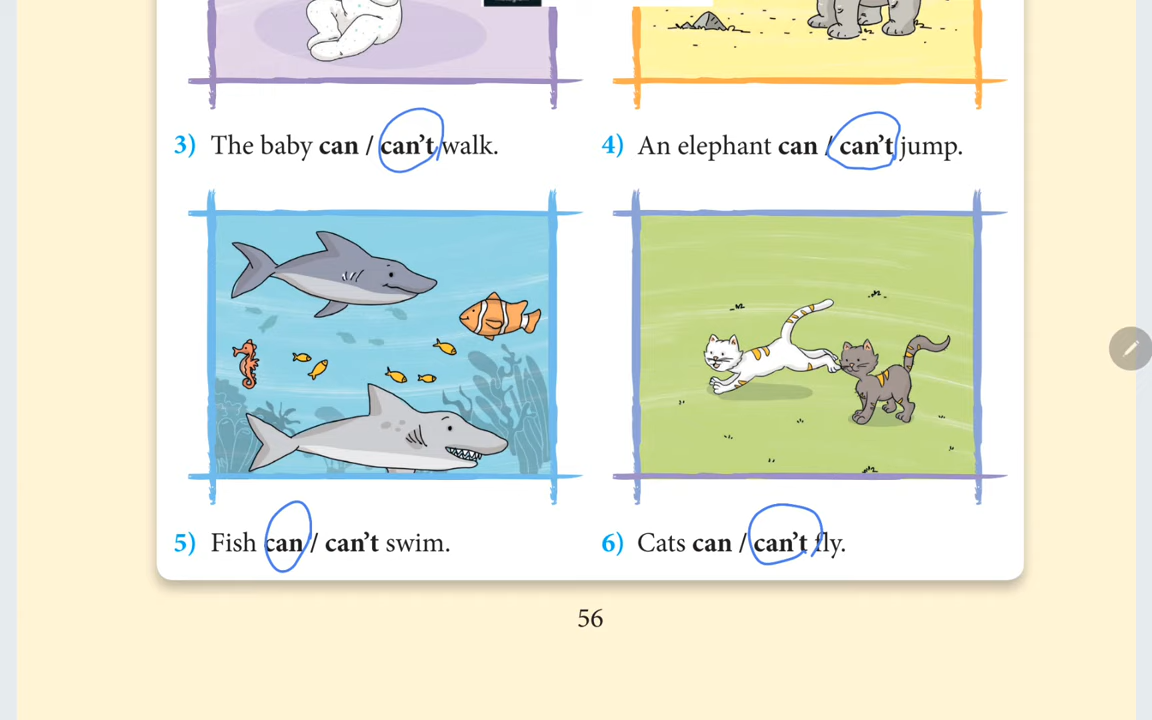 3) The baby can / can't walk.
4) An elephant can / can't jump.
5) Fish can / can't swim.
6) Cats can / can't fly.
56